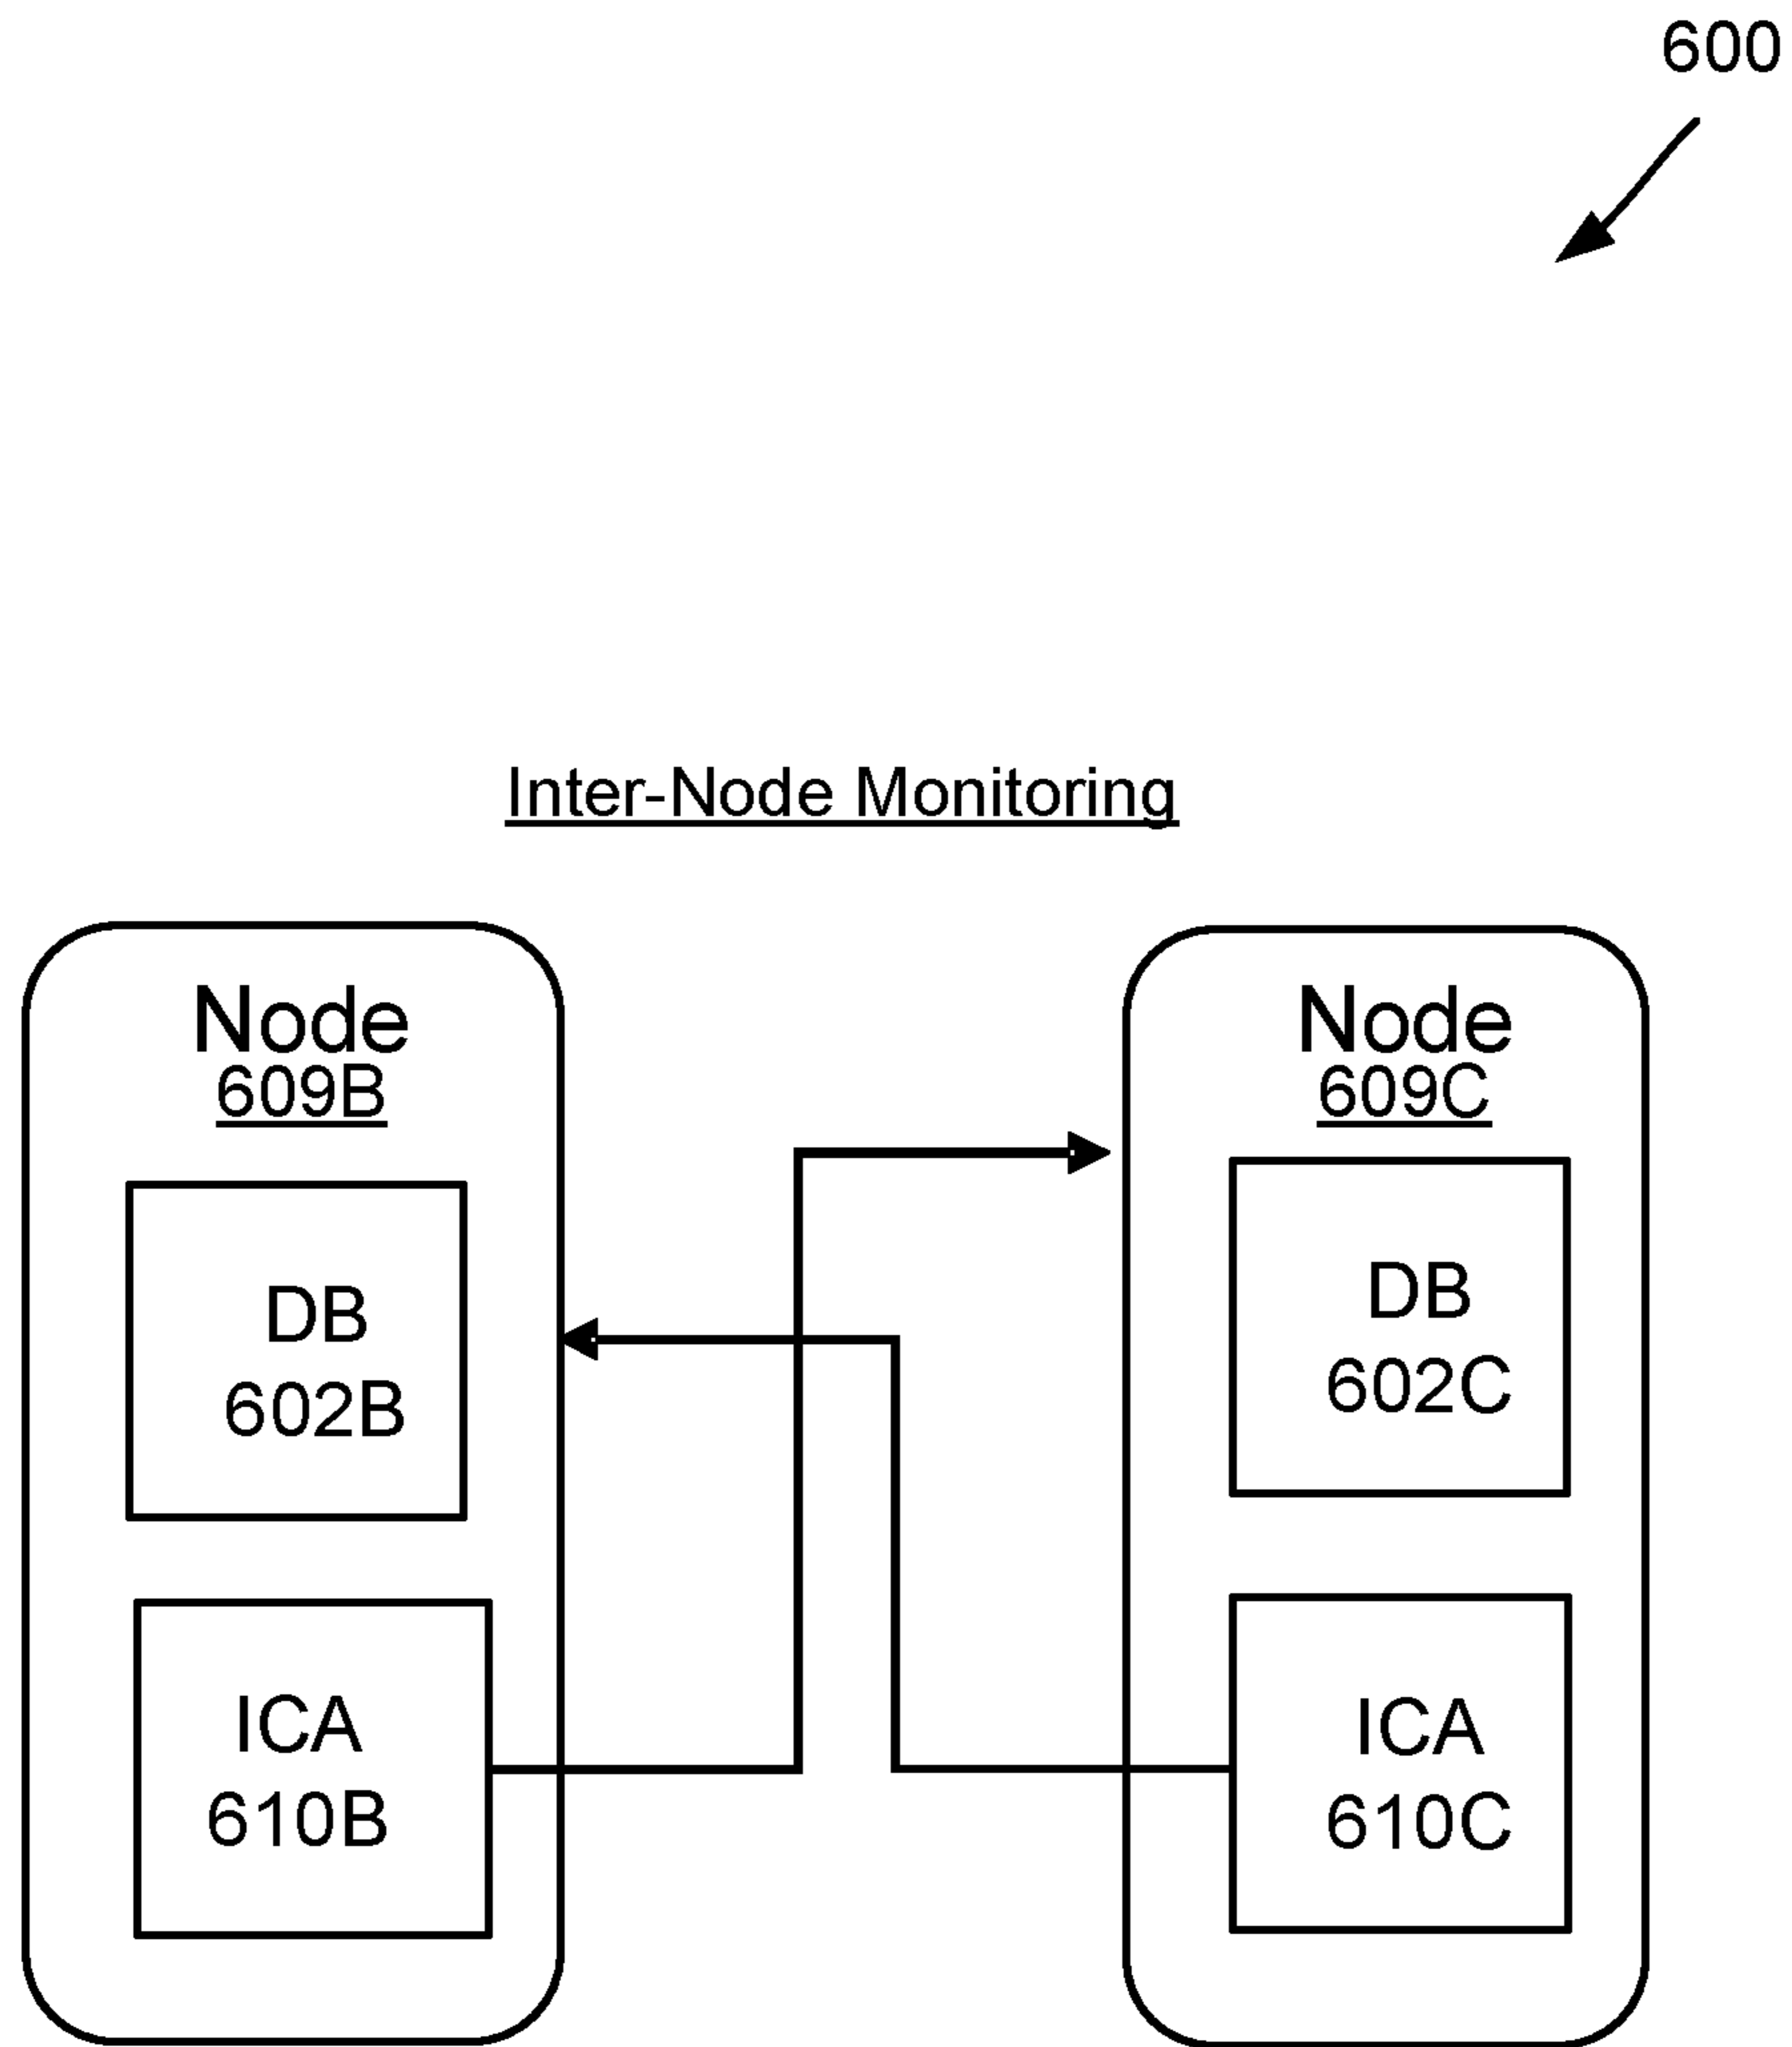 600
Inter-Node Monitoring
Node
609B
DB
602B
ICA
610B
Node
609C
DB
602C
ICA
610C